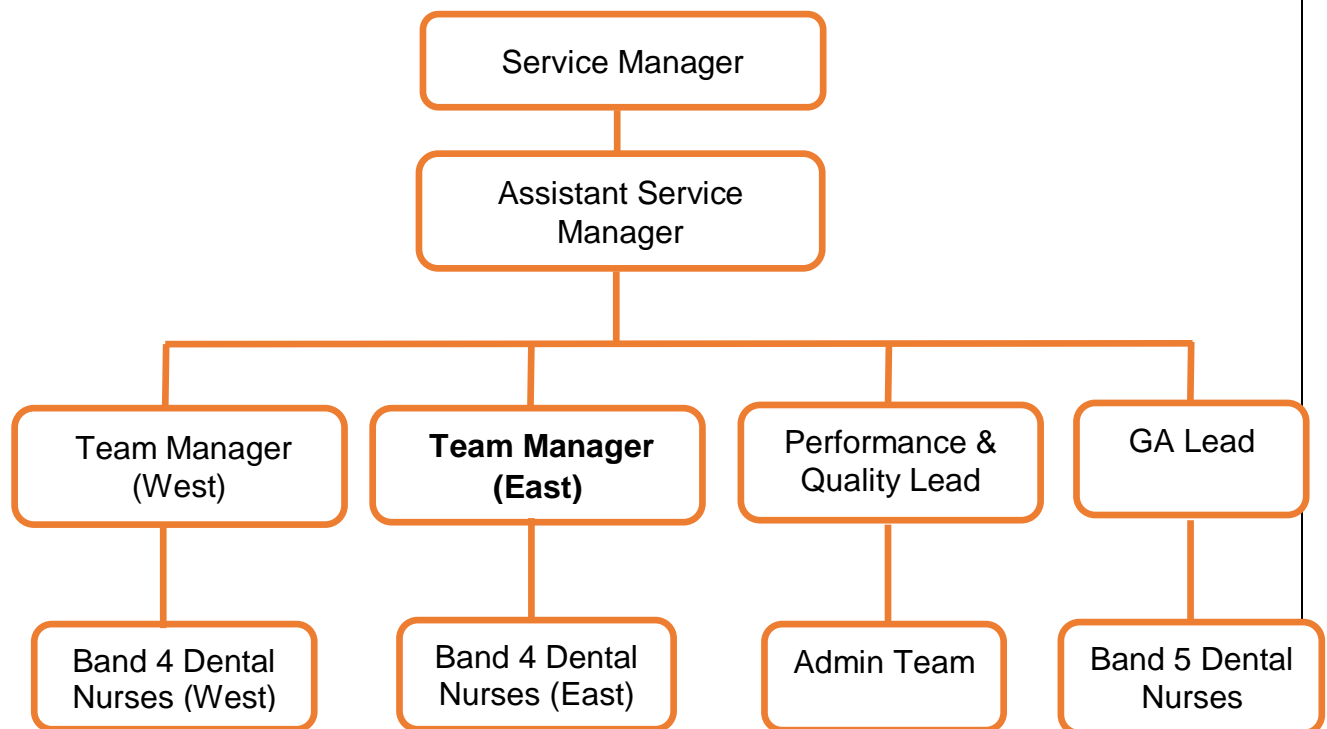 Service Manager
Assistant Service
Manager
Team Manager
(West)
Team Manager
(East)
Performance &
Quality Lead
GA Lead
Band 4 Dental
Nurses (West)
Band 4 Dental
Nurses (East)
Admin Team
Band 5 Dental
Nurses